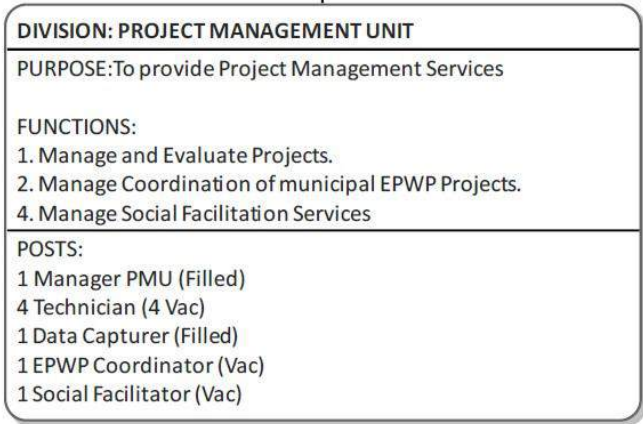 DIVISION: PROJECT MANAGEMENT UNIT
PURPOSE:To provide Project Management Services
FUNCTIONS:
1. Manage and Evaluate Projects.
2. Manage Coordination of municipal EPWP Projects.
4. Manage Social Facilitation Services
POSTS:
1 Manager PMU (Filled)
4 Technician (4 Vac)
1 Data Capturer (Filled)
1 EPWP Coordinator (Vac)
1 Social Facilitator (Vac)